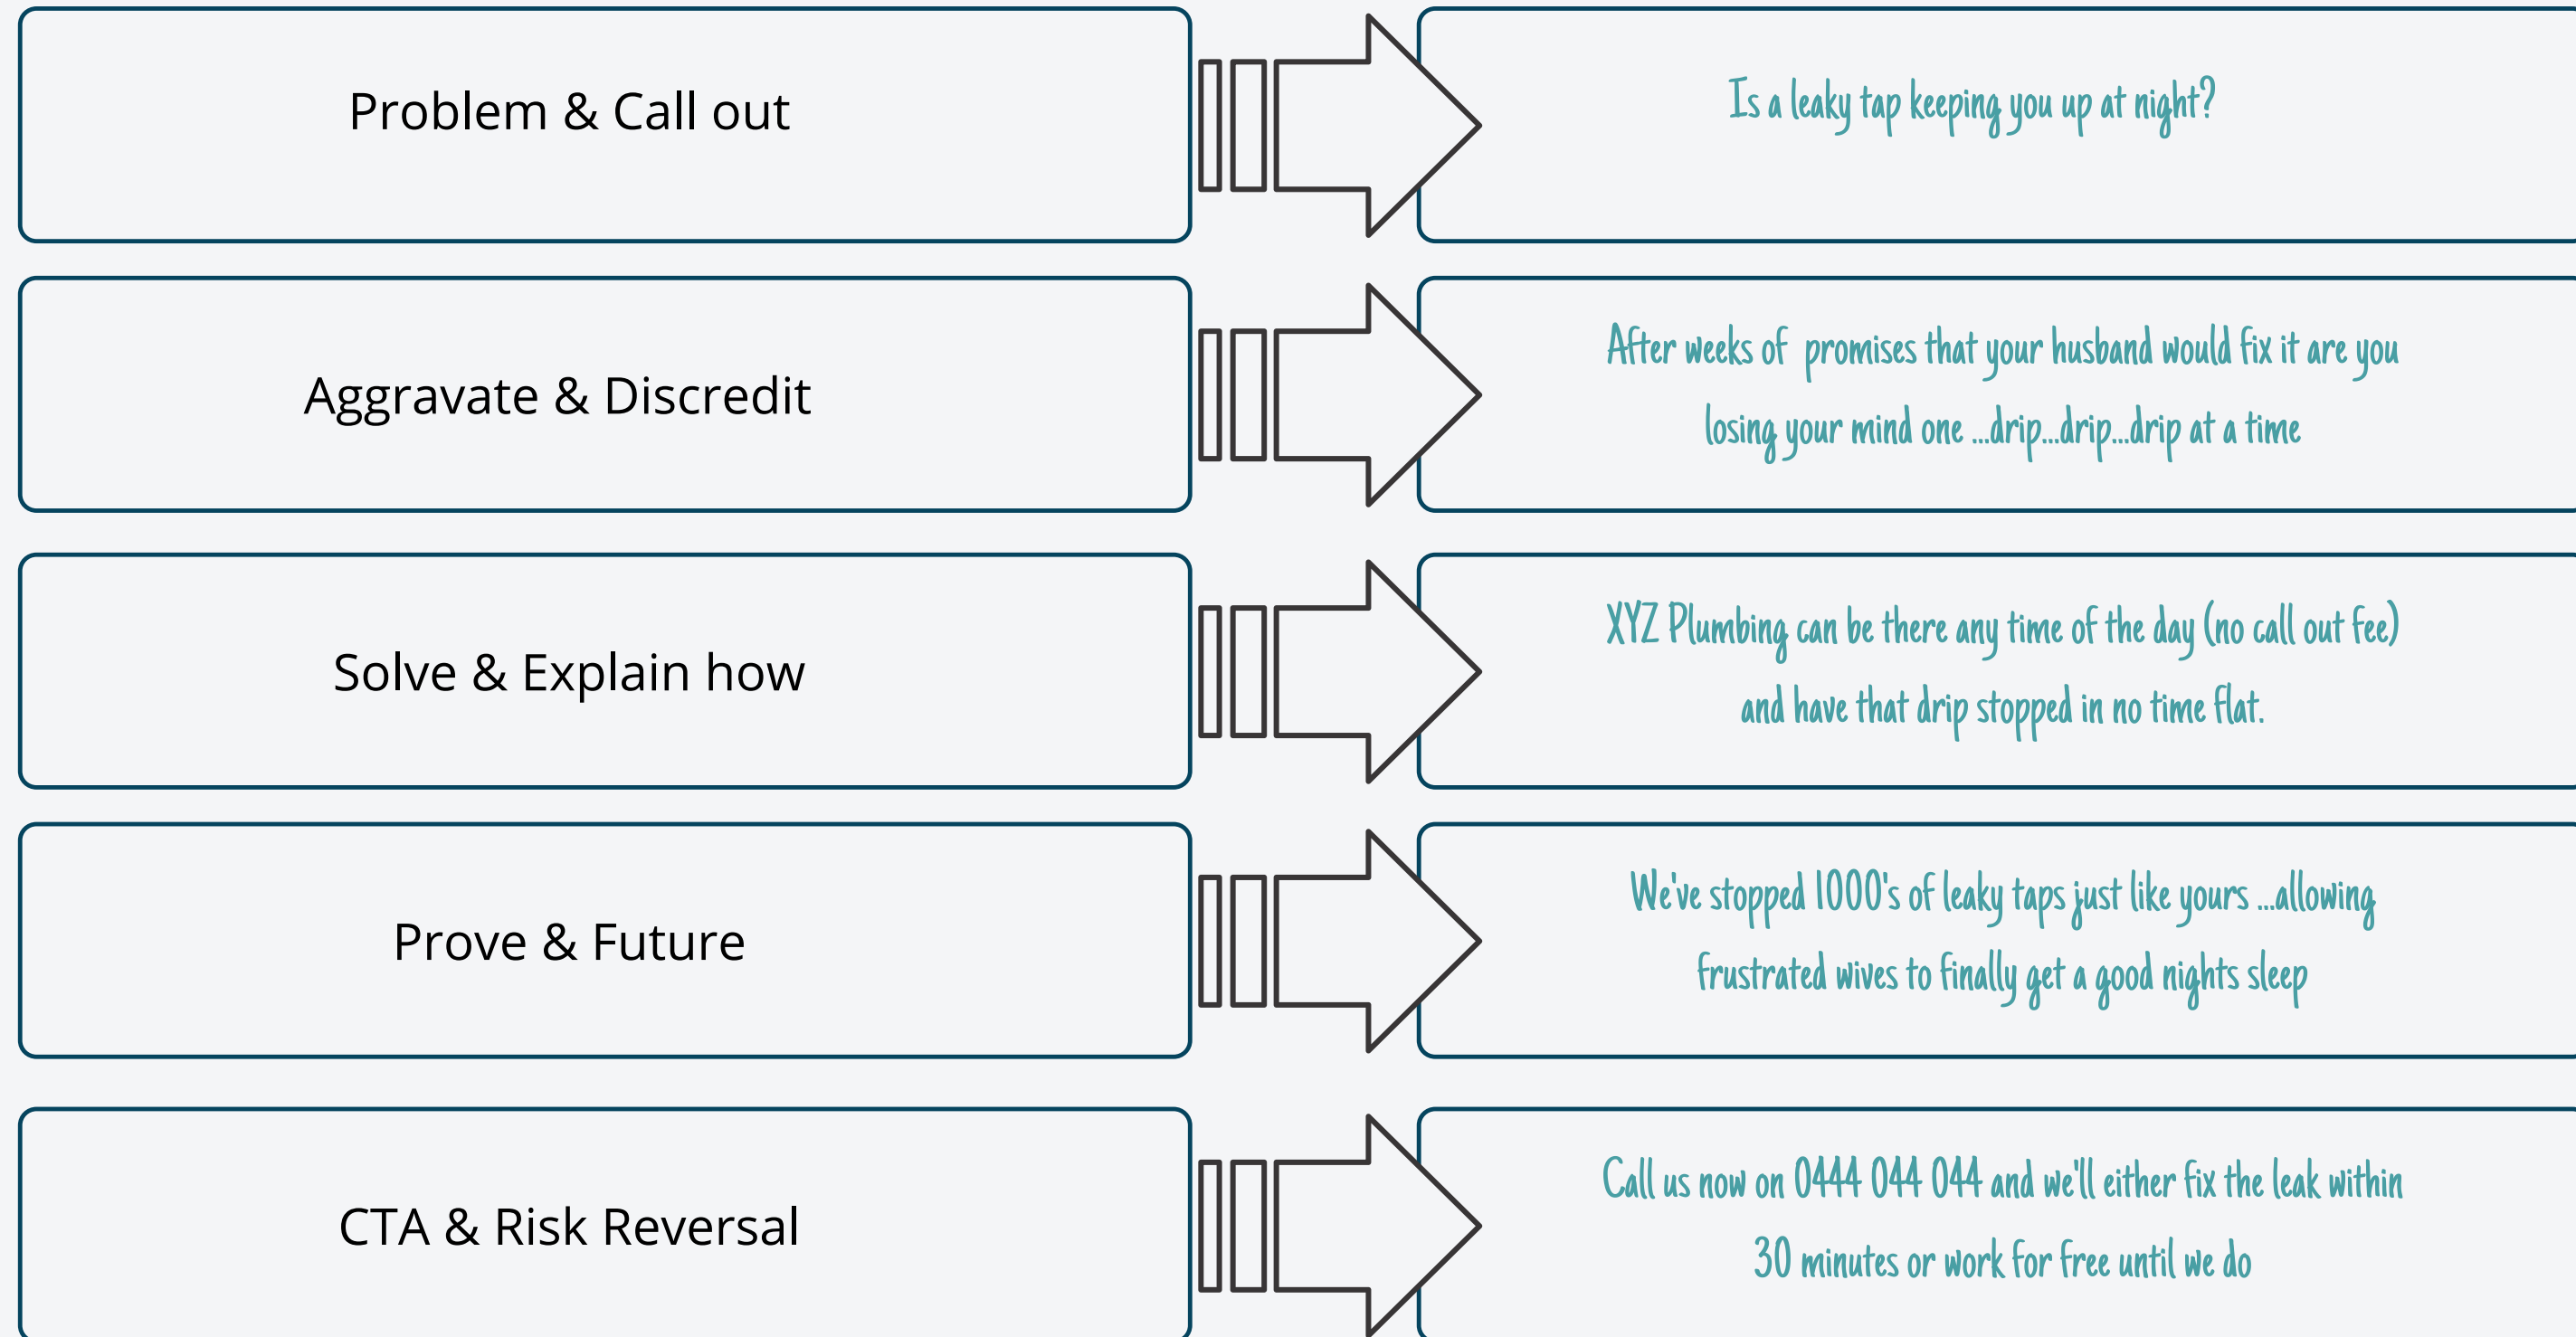 Problem & Call out
Is a leaky tap keeping you up at night?
Aggravate & Discredit
After weeks of promises that your husband would fix it are you
losing your mind one ...drip...drip...drip at a time
Solve & Explain how
XYZ Plumbing can be there any time of the day (no call out fee)
and have that drip stopped in no time flat.
Prove & Future
We've stopped 1000's of leaky taps just like yours ...allowing
frustrated wives to finally get a good nights sleep
CTA & Risk Reversal
Call us now on 0444 044 044 and we'll either fix the leak within
30 minutes or work for free until we do